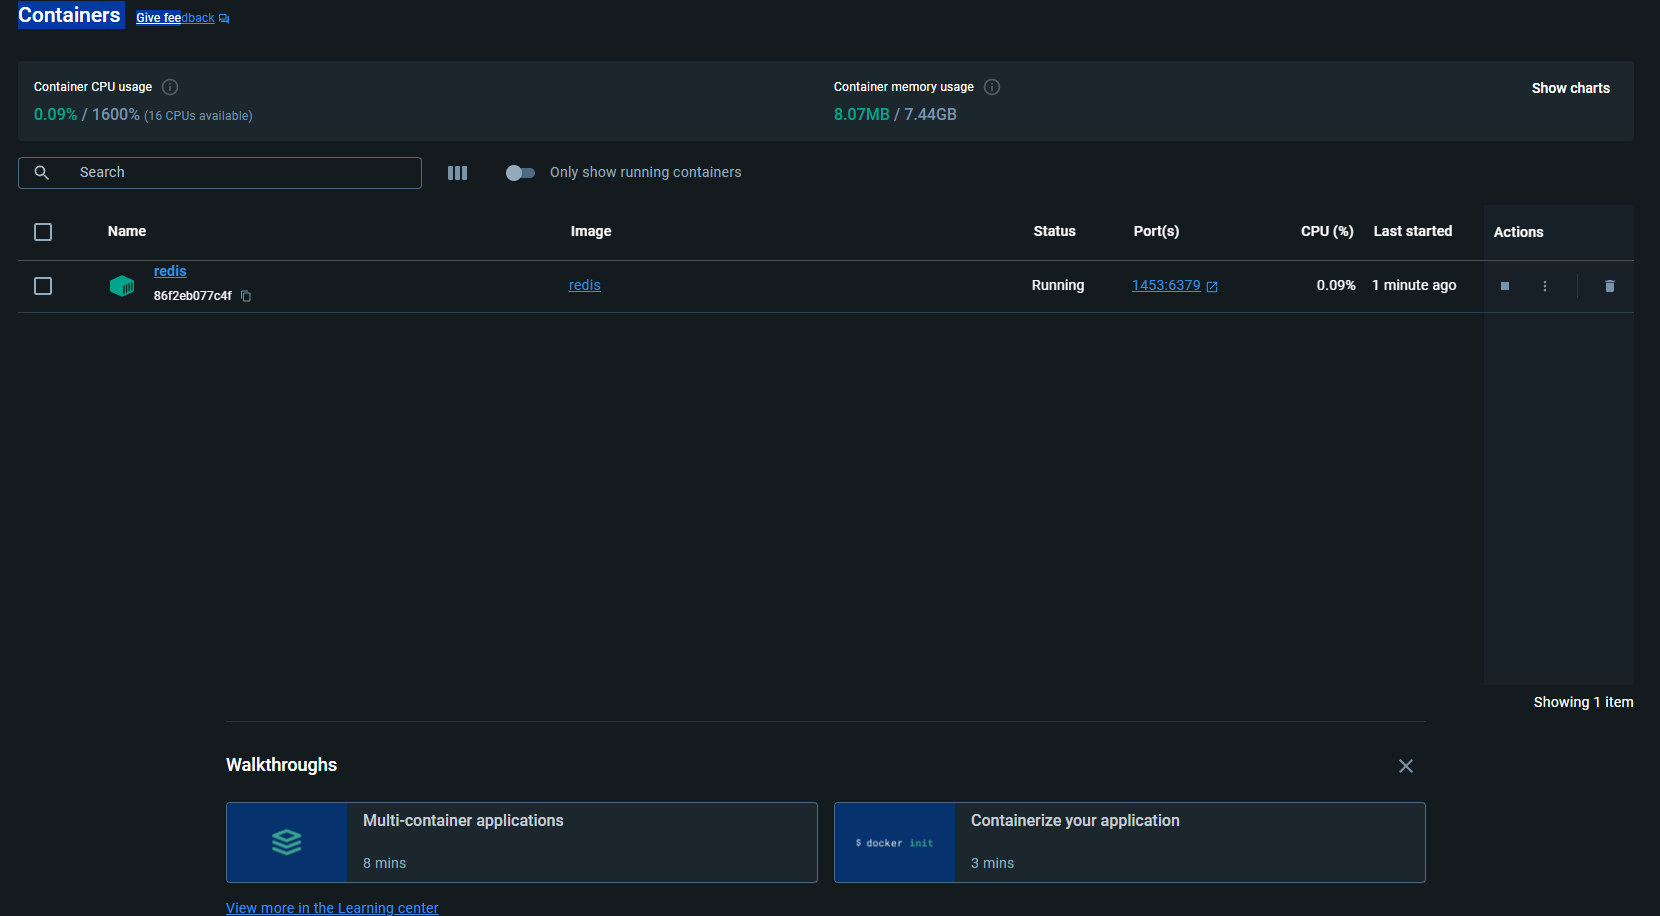 Containers Give feedback
Container CPU usage
0.09% / 1600% (16 CPUs available)
Container memory usage
8.07MB / 7.44GB
Show charts
Search
Only show running containers
Name Image Status Port(s) CPU (%) Last started Actions
redis
86f2eb077c4f
redis Running 1453:6379 0.09% 1 minute ago
Showing 1 item
Walkthroughs
Multi-container applications
8 mins
$ docker init
Containerize your application
3 mins
View more in the Learning center